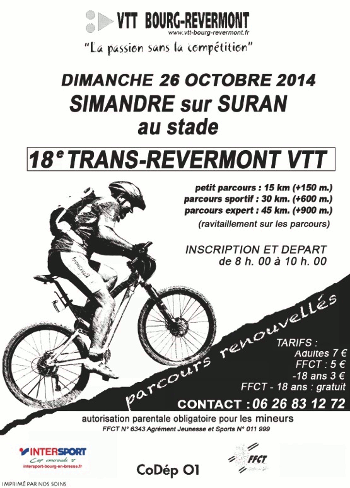 VTT BOURG-REVERMONT
www.vtt-bourg-revermont.fr
"La passion sans la compétition"
DIMANCHE 26 OCTOBRE 2014
SIMANDRE sur SURAN
au stade
18e TRANS-REVERMONT VTT
petit parcours : 15 km (+150 m.)
parcours sportif : 30 km. (+600 m.)
parcours expert : 45 km. (+900 m.)
(ravitaillement sur les parcours)
INSCRIPTION ET DEPART
de 8 h. 00 à 10 h. 00
parcours renouvellés
TARIFS :
Adultes 7 €
FFCT : 5 €
-18 ans 3 €
FFCT - 18 ans : gratuit
CONTACT : 06 26 83 12 72
autorisation parentale obligatoire pour les mineurs
FFCT N° 6343 Agrément Jeunesse et Sports N° 011 999
INTERSPORT
intersport-bourg-en-bresse.fr
CoDép 01
FFCT
IMPRIMÉ PAR NOS SOINS